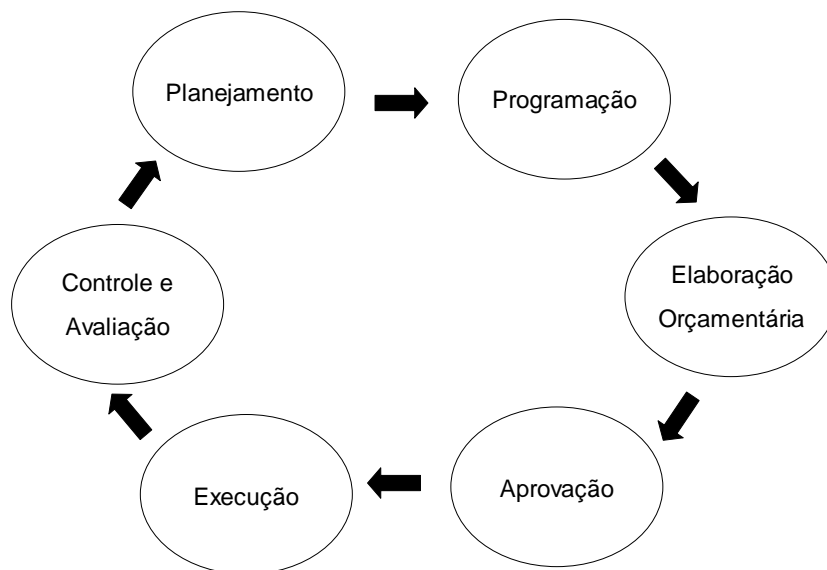 Planejamento
Programação
Elaboração
Orçamentária
Aprovação
Execução
Controle e
Avaliação